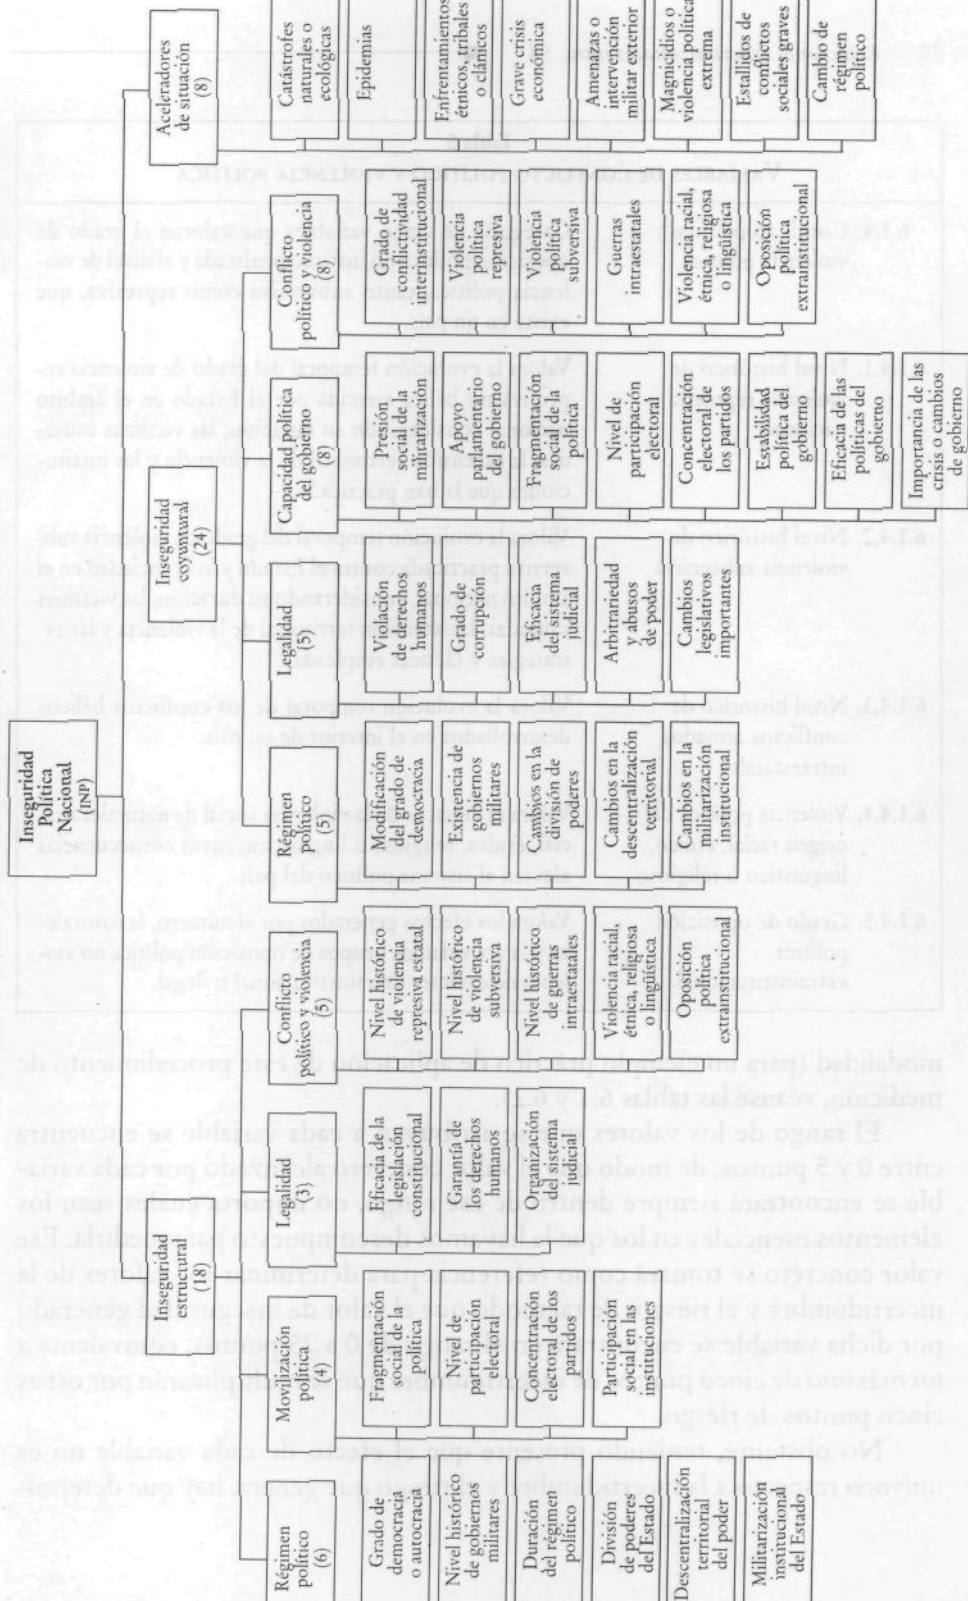 Inseguridad
Política
Nacional
(INP)
Inseguridad
estructural
(18)
Régimen
político
(6)
Grado de
democracia
o autocracia
Nivel histórico
de gobiernos
militares
Duración
del régimen
político
División
de poderes
del Estado
Descentralización
territorial
del poder
Militarización
institucional
del Estado
Movilización
política
(4)
Fragmentación
social de la
política
Nivel de
participación
electoral
Concentración
electoral de los
partidos
Participación
social en las
instituciones
Legalidad
(3)
Eficacia de la
legislación
constitucional
Garantía de
los derechos
humanos
Organización
del sistema
judicial
Conflicto
político y violencia
(5)
Nivel histórico
de violencia
represiva estatal
Nivel histórico
de violencia
subversiva
Nivel histórico
de guerras
intraestatales
Violencia racial,
étnica, religiosa
o lingüística
Oposición
política
extrainstitucional
Inseguridad
coyuntural
(24)
Régimen
político
(5)
Modificación
del grado de
democracia
Existencia de
gobiernos
militares
Cambios en la
división de
poderes
Cambios en la
descentralización
territorial
Cambios en la
militarización
institucional
Legalidad
(5)
Violación
de derechos
humanos
Grado de
corrupción
Eficacia
del sistema
judicial
Arbitrariedad
y abusos
de poder
Cambios
legislativos
importantes
Capacidad política
del gobierno
(8)
Presión
social de la
militarización
Apoyo
parlamentario
del gobierno
Fragmentación
social de la
política
Nivel de
participación
electoral
Concentración
electoral de
los partidos
Estabilidad
política del
gobierno
Eficacia de las
políticas del
gobierno
Importancia de las
crisis o cambios
de gobierno
Conflicto
político y violencia
(8)
Grado de
conflictividad
interinstitucional
Violencia
política
represiva
Violencia
política
subversiva
Guerras
intraestatales
Violencia racial,
étnica, religiosa
o lingüística
Oposición
política
extrainstitucional
Aceleradores
de situación
(8)
Catástrofes
naturales o
ecológicas
Epidemias
Enfrentamientos
étnicos, tribales
o clánicos
Grave crisis
económica
Amenazas o
intervención
militar exterior
Magnicidios o
violencia política
extrema
Estallidos de
conflictos
sociales graves
Cambio de
régimen
político